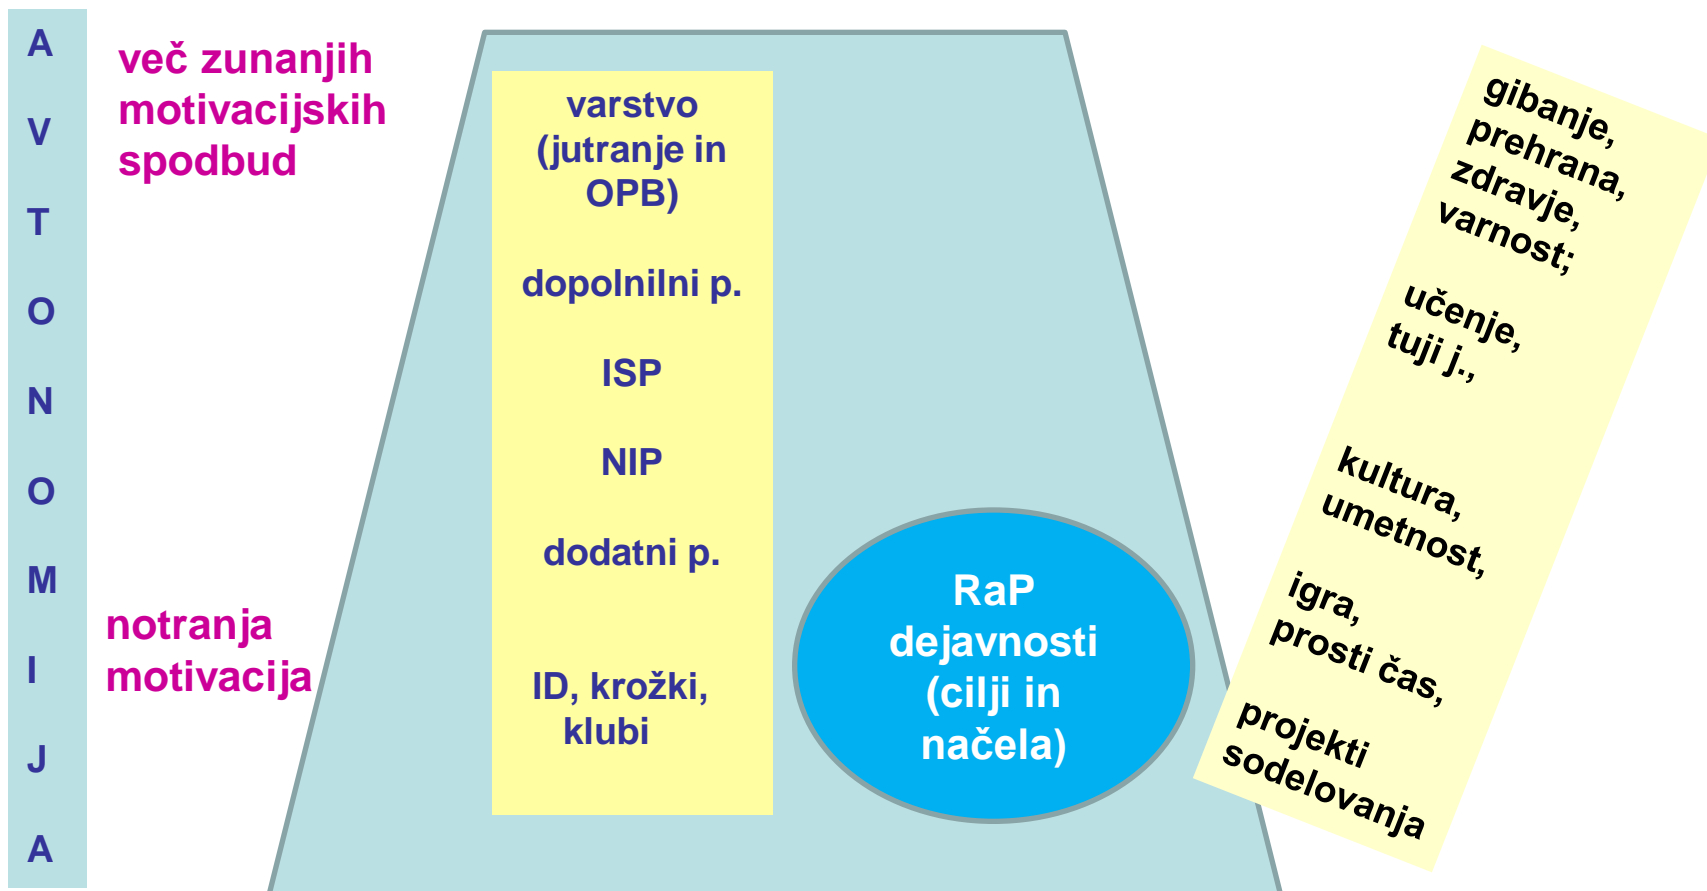 A
V
T
O
N
O
M
I
J
A
več zunanjih
motivacijskih
spodbud
notranja
motivacija
varstvo
(jutranje in
OPB)
dopolnilni p.
ISP
NIP
dodatni p.
ID, krožki,
klubi
RaP
dejavnosti
(cilji in
načela)
gibanje,
prehrana,
zdravje,
varnost;
učenje,
tuji j.,
kultura,
umetnost,
igra,
prosti čas,
projekti
sodelovanja